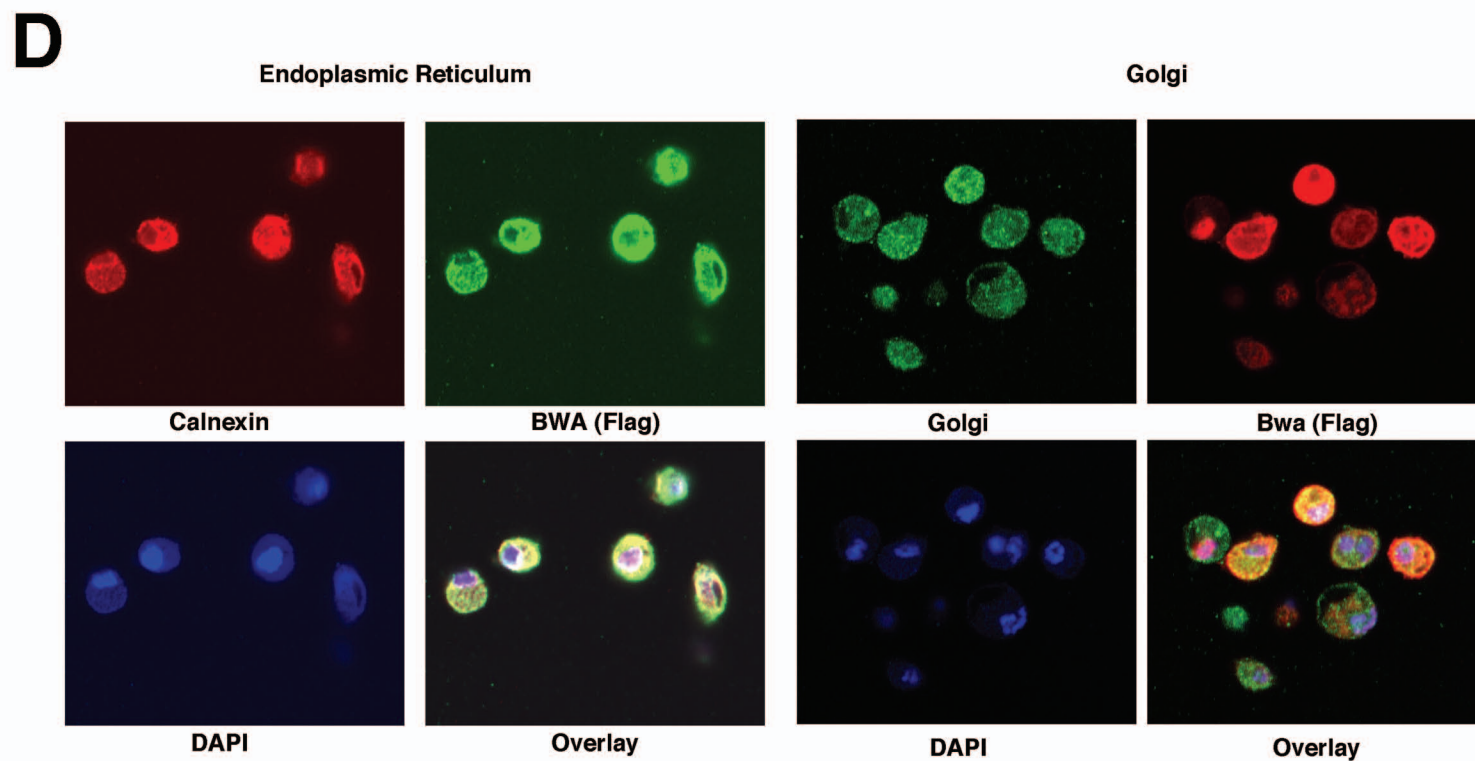 D
Endoplasmic Reticulum
Golgi
Calnexin
BWA (Flag)
Golgi
Bwa (Flag)
DAPI
Overlay
DAPI
Overlay